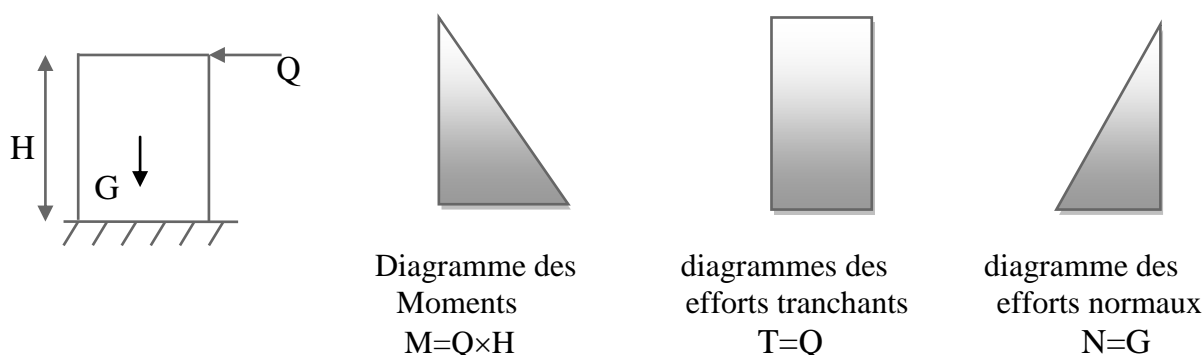 Q
H
G
Diagramme des
Moments
M=Q×H
diagrammes des
efforts tranchants
T=Q
diagramme des
efforts normaux
N=G